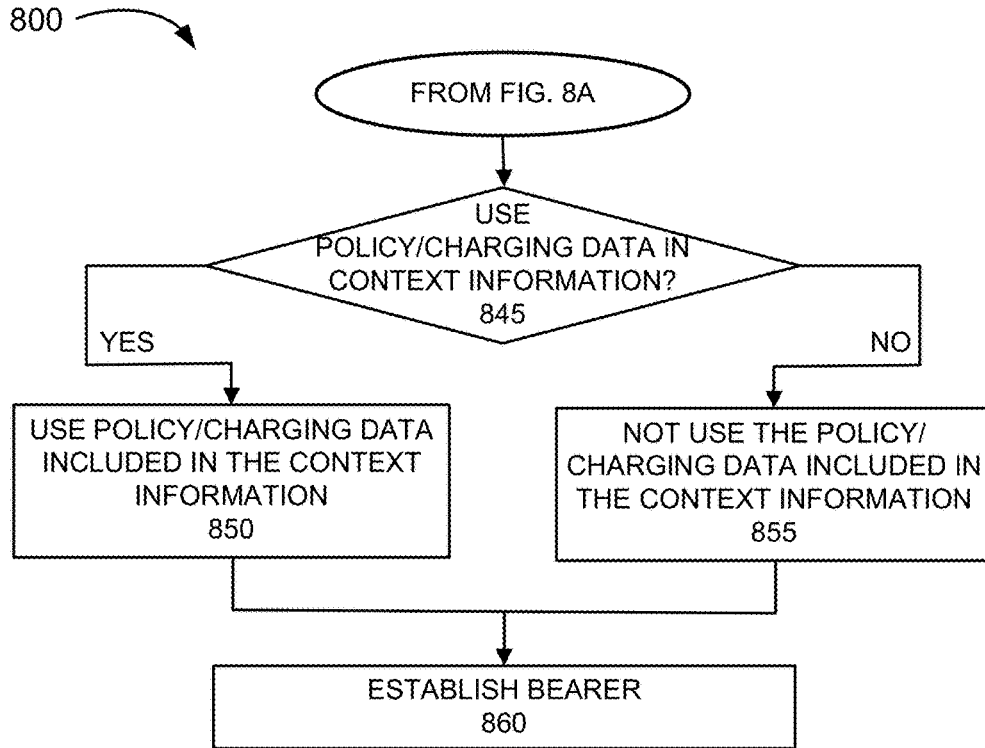 800
FROM FIG. 8A
USE
POLICY/CHARGING DATA IN
CONTEXT INFORMATION?
845
YES
NO
USE POLICY/CHARGING DATA
INCLUDED IN THE CONTEXT
INFORMATION
850
NOT USE THE POLICY/
CHARGING DATA INCLUDED IN
THE CONTEXT INFORMATION
855
ESTABLISH BEARER
860